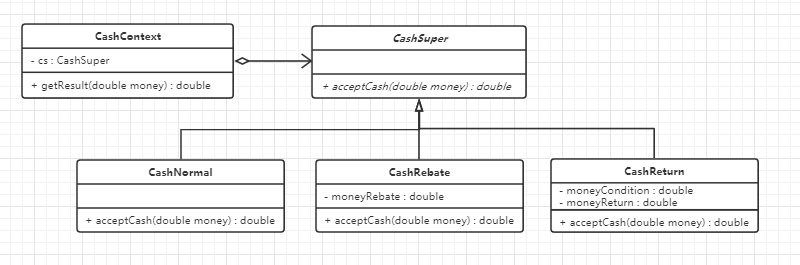 CashContext
- cs : CashSuper
+ getResult(double money) : double
CashSuper
+ acceptCash(double money) : double
CashNormal
+ acceptCash(double money) : double
CashRebate
- moneyRebate : double
+ acceptCash(double money) : double
CashReturn
- moneyCondition : double
- moneyReturn : double
+ acceptCash(double money) : double